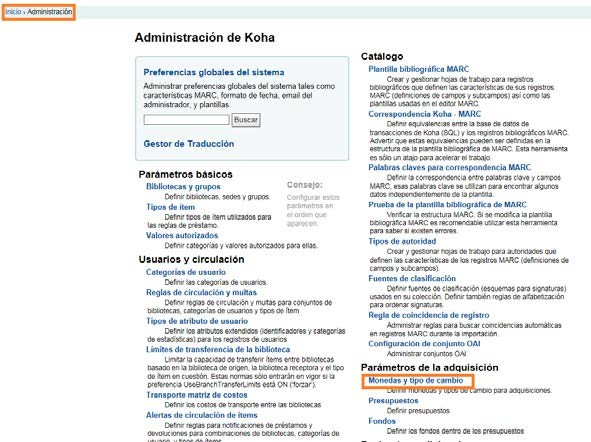 Inicio › Administración
Administración de Koha
Preferencias globales del sistema
Administrar preferencias globales del sistema tales como
características MARC, formato de fecha, email del
administrador, y plantillas.
Buscar
Gestor de Traducción
Parámetros básicos
Bibliotecas y grupos
Definir bibliotecas, sedes y grupos.
Tipos de ítem
Definir tipos de ítem utilizados para
las reglas de préstamo.
Valores autorizados
Definir categorías y valores autorizados para ellas.
Consejo:
Configurar estos
parámetros en
el orden que
aparecen.
Usuarios y circulación
Categorías de usuario
Definir las categorías de usuario.
Reglas de circulación y multas
Definir reglas de circulación y multas para conjuntos de
bibliotecas, categorías de usuarios y tipos de ítem
Tipos de atributo de usuario
Definir los atributos extendidos (identificadores y categorías
de estadísticas) para los registros de usuarios
Límites de transferencia de la biblioteca
Limitar la capacidad de transferir ítems entre bibliotecas
basado en la biblioteca de origen, la biblioteca receptora y el tipo
de ítem en cuestión. Estas normas sólo entrarán en vigor si la
preferencia UseBranchTransferLimits está ON ('forzar').
Transporte matriz de costos
Definir los costos de transporte entre las bibliotecas
Alertas de circulación de ítems
Definir reglas para notificaciones de préstamos y
devoluciones para combinaciones de bibliotecas, categorías de
usuario, y tipos de ítem
Catálogo
Plantilla bibliográfica MARC
Crear y gestionar hojas de trabajo para registros
bibliográficos que definen las características de sus registros
MARC (definiciones de campos y subcampos) así como las
plantillas usadas en el editor MARC.
Correspondencia Koha - MARC
Definir equivalencias entre la base de datos de
transacciones de Koha (SQL) y los registros bibliográficos MARC.
Advertir que estas equivalencias pueden ser definidas en la
estructura de la plantilla bibliográfica de MARC. Esta herramienta
es sólo un atajo para acelerar el trabajo.
Palabras claves para correspondencia MARC
Definir la correspondencia entre palabras clave y campos
MARC, esas palabras clave se utilizan para encontrar algunos
datos independientemente de la plantilla.
Prueba de la plantilla bibliográfica de MARC
Verificar la estructura MARC. Si se modifica la plantilla
bibliográfica de MARC es recomendable utilizar esta herramienta
para saber si existen errores.
Tipos de autoridad
Crear y gestionar hojas de trabajo para autoridades que
definen las características de los registros MARC (definiciones de
campos y subcampos).
Fuentes de clasificación
Definir fuentes de clasificación (esquemas para signaturas)
usados en su colección. Definir también reglas de alfabetización
para ordenar signaturas.
Regla de coincidencia de registro
Administrar reglas para buscar coincidencias automáticas
en registros MARC durante la importación.
Configuración de conjunto OAI
Administrar conjuntos OAI
Parámetros de la adquisición
Monedas y tipo de cambio
Definir monedas y tipos de cambio para adquisiciones.
Presupuestos
Definir presupuestos
Fondos
Definir los fondos dentro de los presupuestos